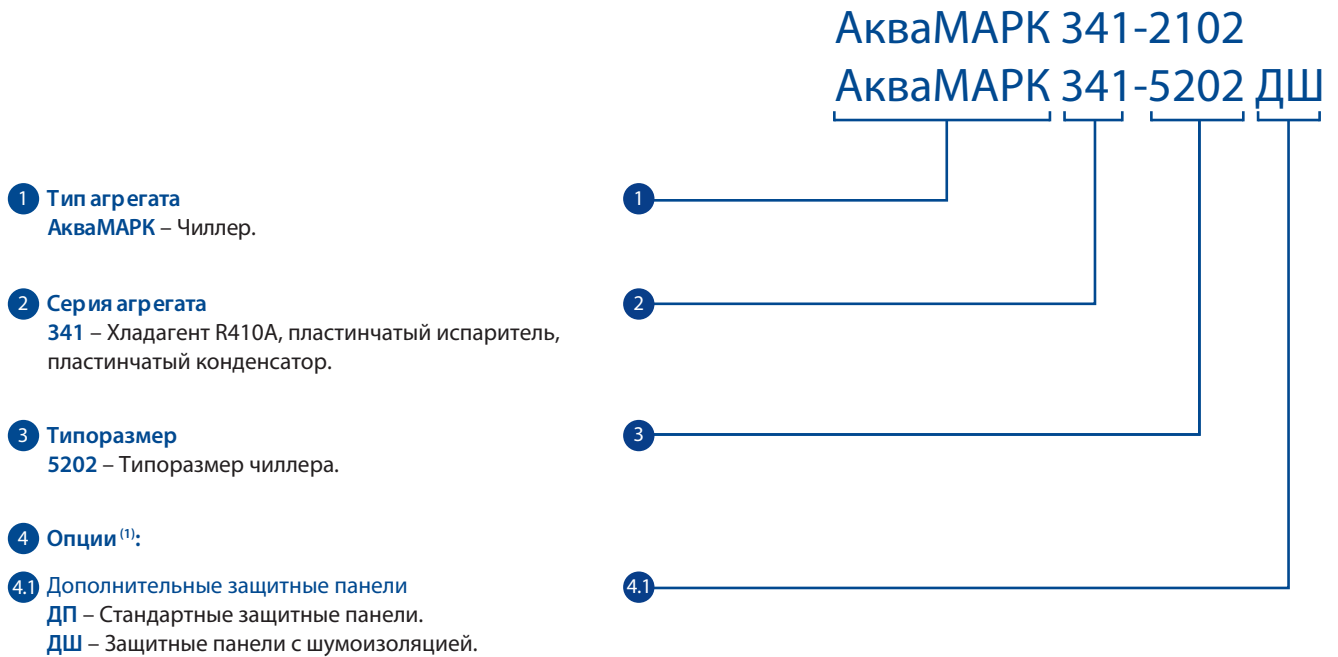 АкваМАРК 341-2102
АкваМАРК 341-5202 ДШ
1 Тип агрегата
АкваМАРК – Чиллер.
1
2 Серия агрегата
341 – Хладагент R410A, пластинчатый испаритель,
пластинчатый конденсатор.
2
3 Типоразмер
5202 – Типоразмер чиллера.
3
4 Опции (1):
4.1 Дополнительные защитные панели
ДП – Стандартные защитные панели.
ДШ – Защитные панели с шумоизоляцией.
4.1